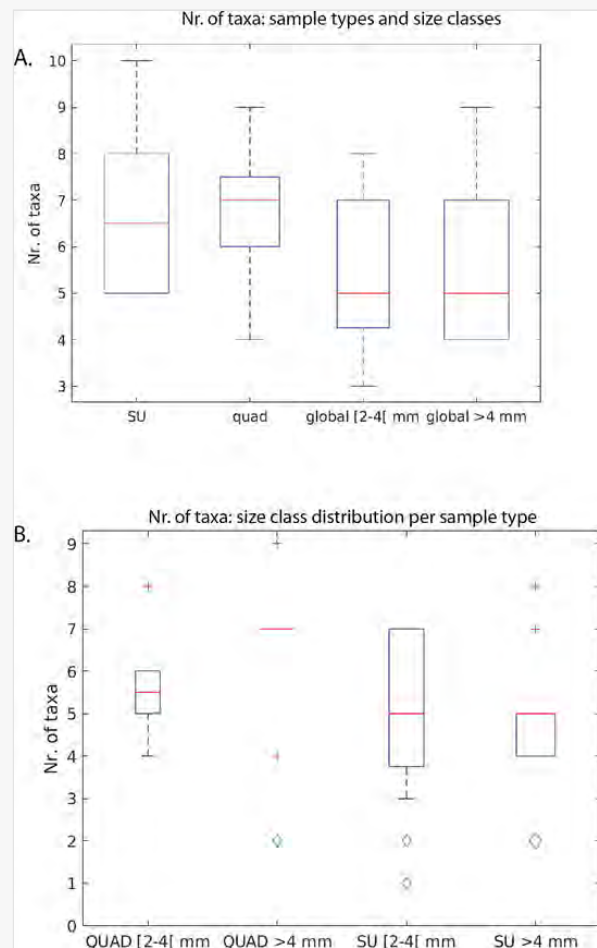 Nr. of taxa: sample types and size classes
A.
10
9
8
7
6
5
4
3
Nr. of taxa
SU quad global [2-4[ mm global >4 mm
Nr. of taxa: size class distribution per sample type
B.
9
8
7
6
5
4
3
2
1
0
Nr. of taxa
QUAD [2-4[ mm QUAD >4 mm SU [2-4[ mm SU >4 mm